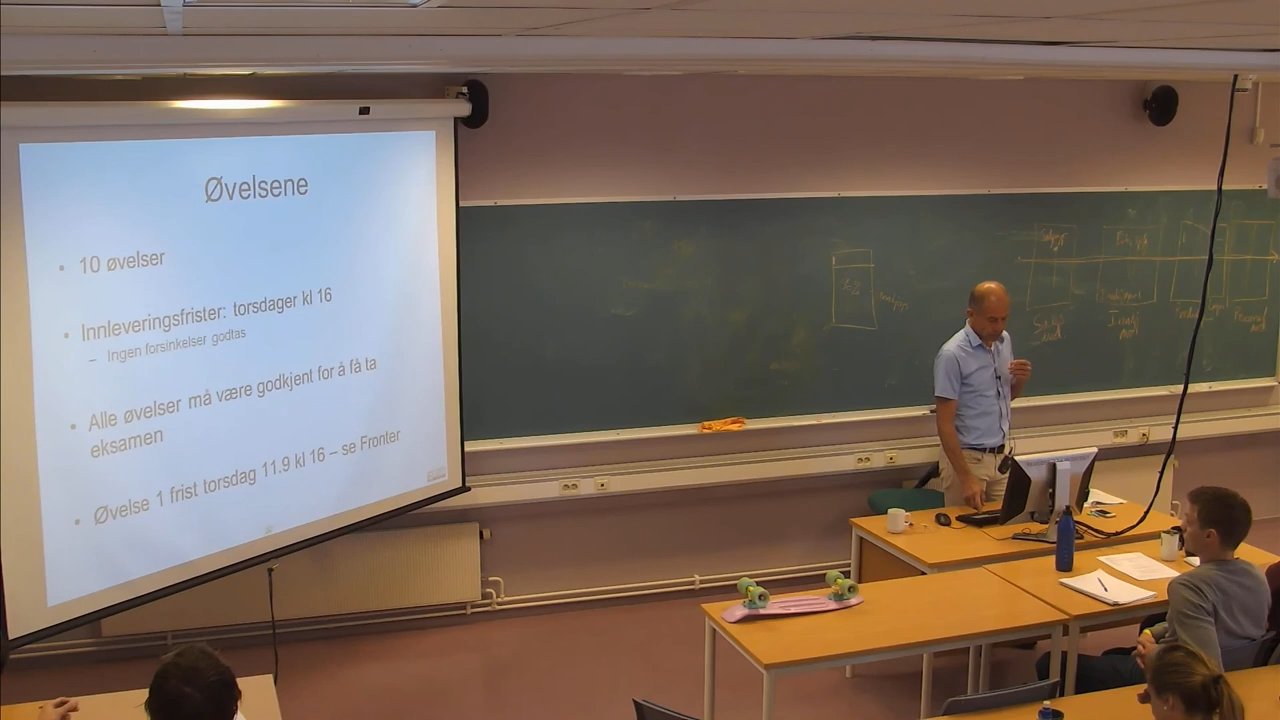 Øvelsene
• 10 øvelser
• Innleveringsfrister: torsdager kl 16
– Ingen forsinkelser godtas
• Alle øvelser må være godkjent for å få ta
eksamen
• Øvelse 1 frist torsdag 11.9 kl 16 – se Fronter